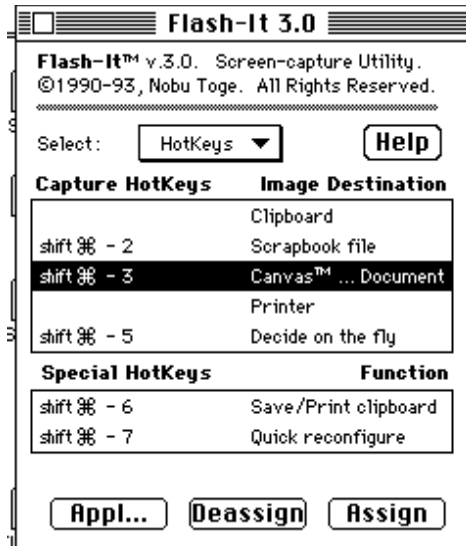 Flash-It 3.0
Flash-It™ v.3.0. Screen-capture Utility.
©1990-93, Nobu Toge. All Rights Reserved.
Select: HotKeys Help
Capture HotKeys Image Destination
Clipboard
shift ⌘ - 2 Scrapbook file
shift ⌘ - 3 Canvas™ ... Document
Printer
shift ⌘ - 5 Decide on the fly
Special HotKeys Function
shift ⌘ - 6 Save/Print clipboard
shift ⌘ - 7 Quick reconfigure
Appl... Deassign Assign